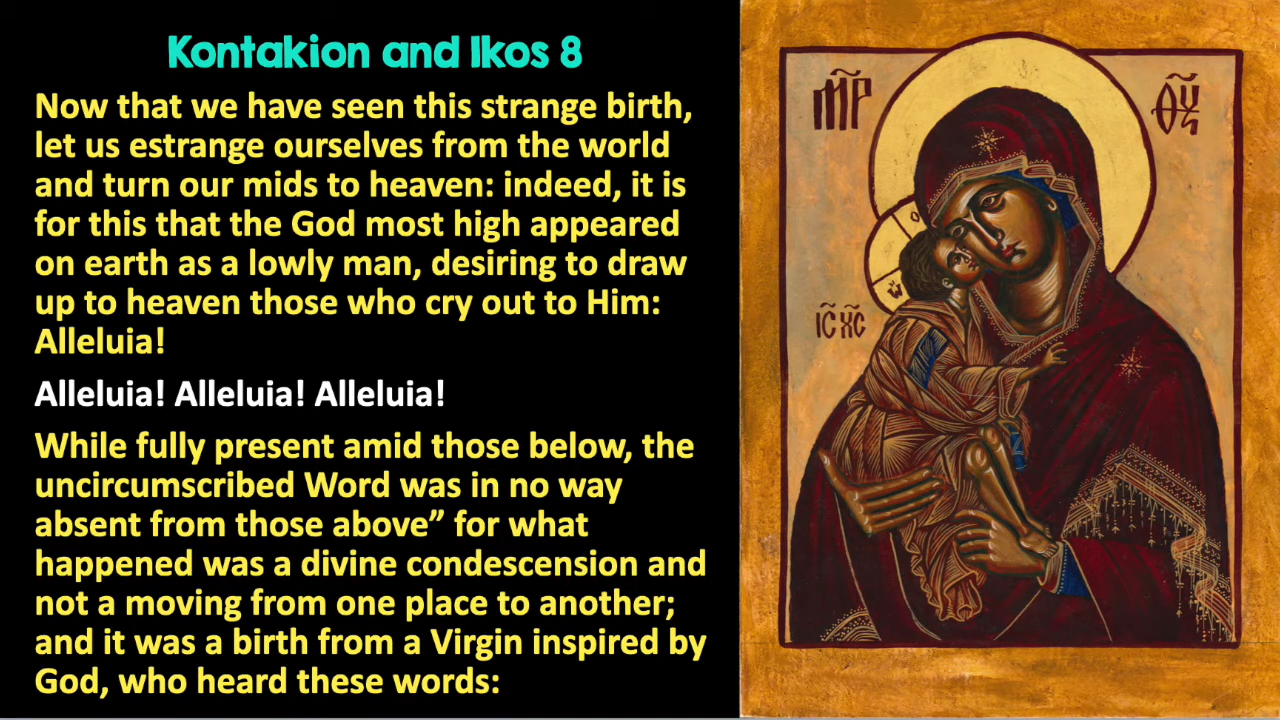 Kontakion and Ikos 8
Now that we have seen this strange birth,
let us estrange ourselves from the world
and turn our mids to heaven: indeed, it is
for this that the God most high appeared
on earth as a lowly man, desiring to draw
up to heaven those who cry out to Him:
Alleluia!
Alleluia! Alleluia! Alleluia!
While fully present amid those below, the
uncircumscribed Word was in no way
absent from those above” for what
happened was a divine condescension and
not a moving from one place to another;
and it was a birth from a Virgin inspired by
God, who heard these words:
М҃Р Ѳ҃У
І҃С Х҃С